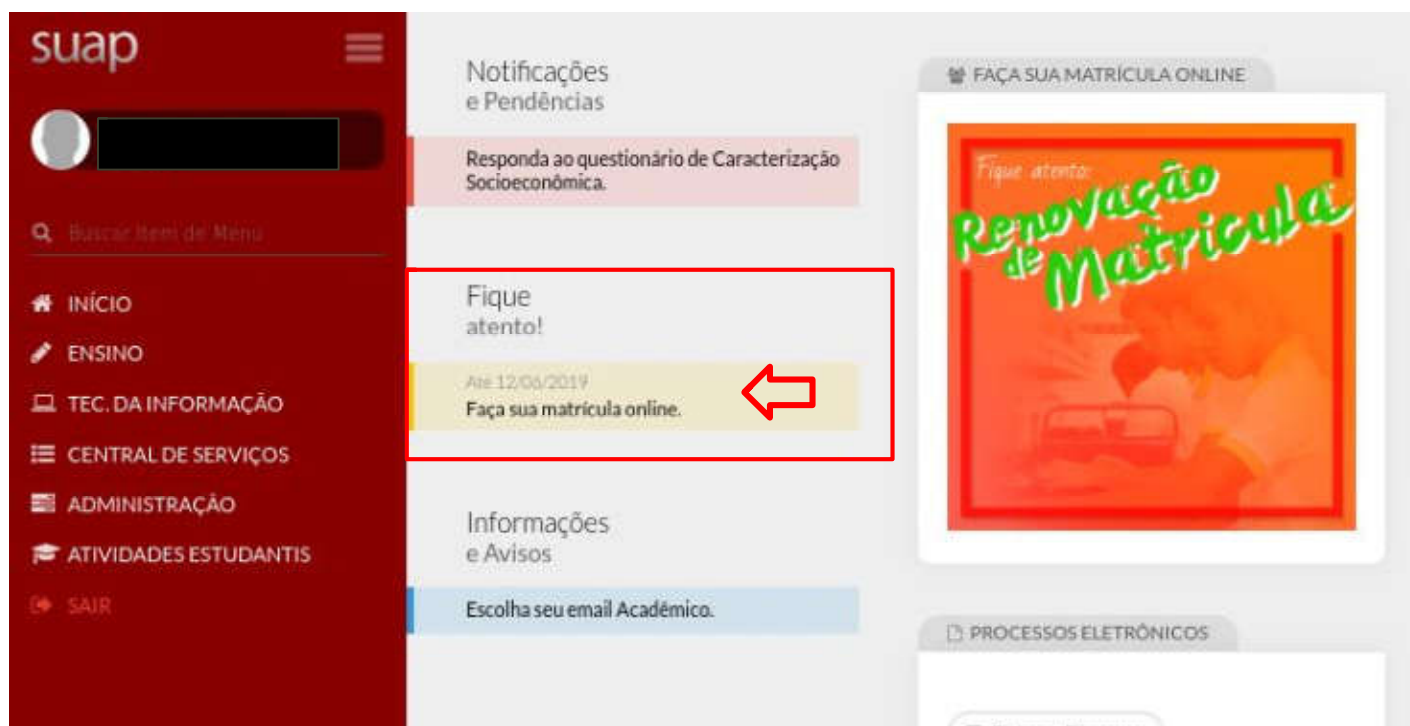 suap
Buscar Item de Menu
INÍCIO
ENSINO
TEC. DA INFORMAÇÃO
CENTRAL DE SERVIÇOS
ADMINISTRAÇÃO
ATIVIDADES ESTUDANTIS
SAIR
Notificações
e Pendências
Responda ao questionário de Caracterização
Socioeconômica.
Fique
atento!
Até 12/06/2019
Faça sua matrícula online.
Informações
e Avisos
Escolha seu email Acadêmico.
FAÇA SUA MATRÍCULA ONLINE
Fique atento:
Renovação
de Matrícula
PROCESSOS ELETRÔNICOS